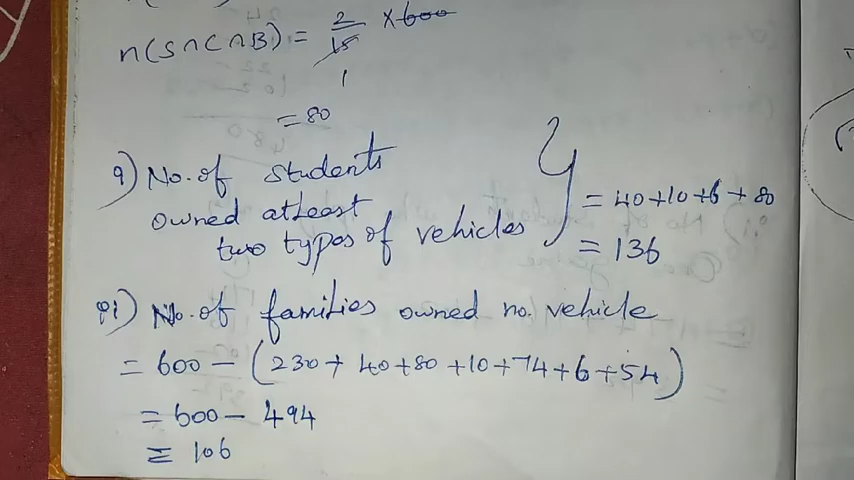 n(S∩C∩B) = 2/15 × 600
1
= 80
i) No. of students
owned atleast
two types of vehicles } = 40+10+6+80
= 136
ii) No. of families owned no. vehicle
= 600 - (230+ 40+80 +10+74+6+54)
= 600 - 494
= 106